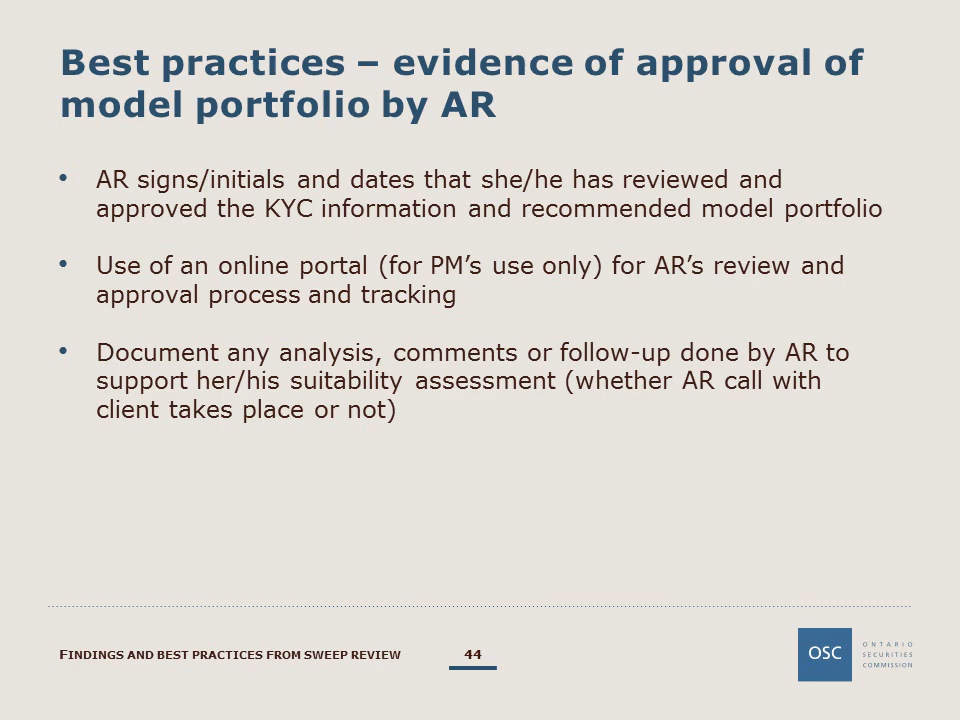 Best practices – evidence of approval of
model portfolio by AR
• AR signs/initials and dates that she/he has reviewed and
approved the KYC information and recommended model portfolio
• Use of an online portal (for PM’s use only) for AR’s review and
approval process and tracking
• Document any analysis, comments or follow-up done by AR to
support her/his suitability assessment (whether AR call with
client takes place or not)
FINDINGS AND BEST PRACTICES FROM SWEEP REVIEW 44
OSC
ONTARIO
SECURITIES
COMMISSION